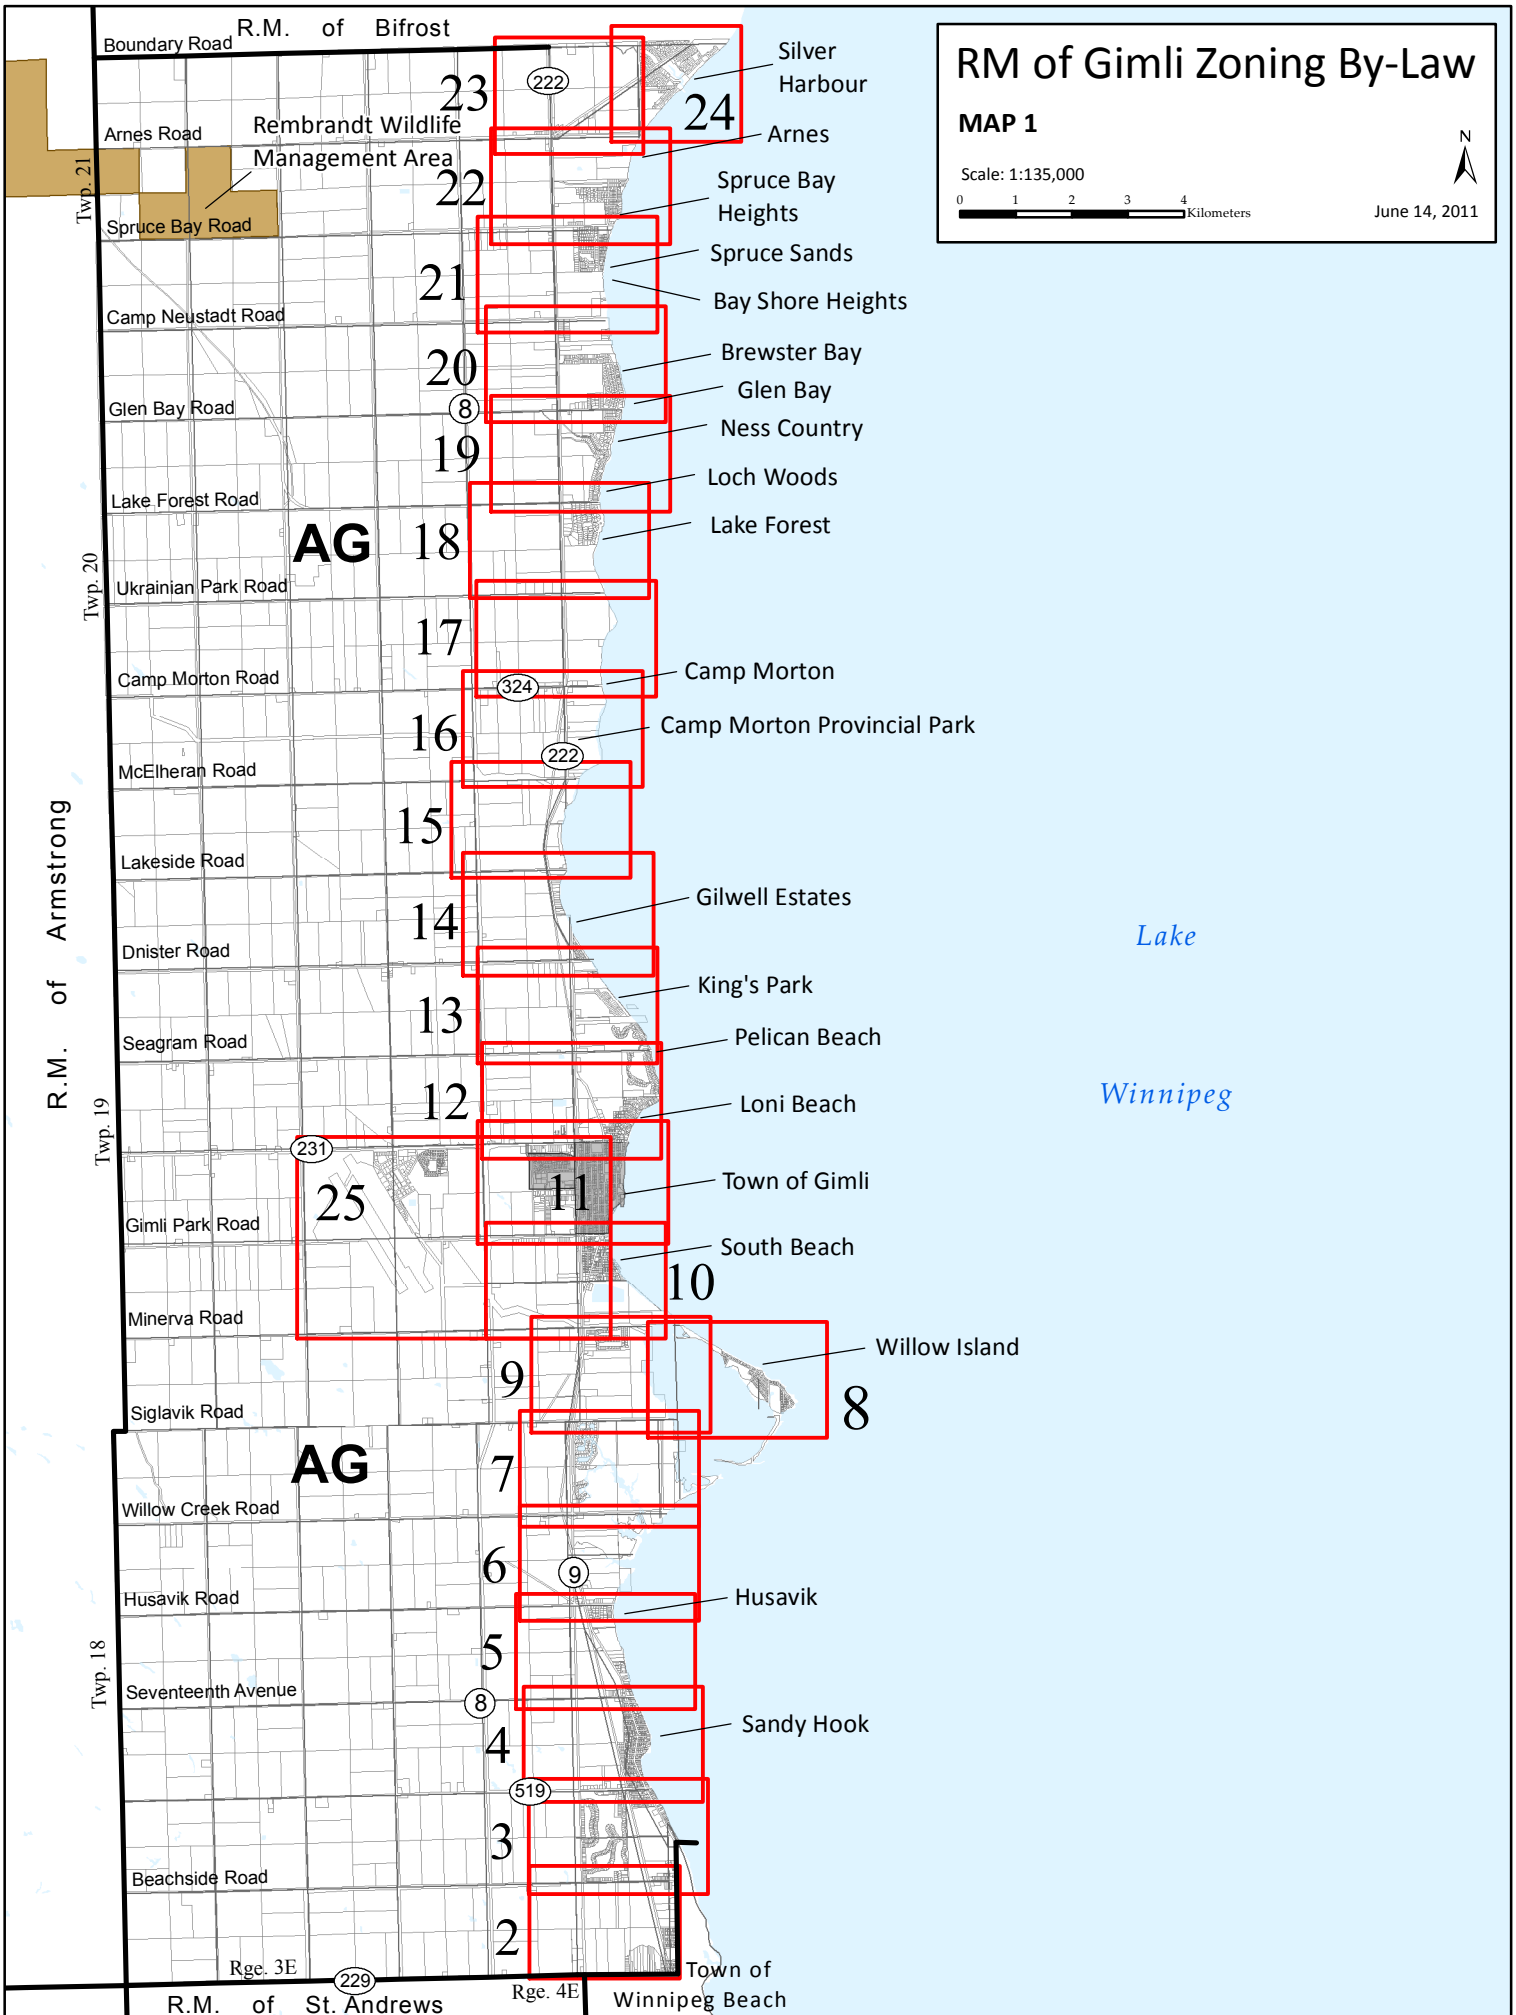 R.M. of Bifrost
Boundary Road
RM of Gimli Zoning By-Law
MAP 1
Scale: 1:135,000
0 1 2 3 4
Kilometers
N
June 14, 2011
Silver
Harbour
222
23
24
Arnes Road
Rembrandt Wildlife
Management Area
Arnes
Twp. 21
22
Spruce Bay
Heights
Spruce Bay Road
Spruce Sands
21
Bay Shore Heights
Camp Neustadt Road
20
Brewster Bay
Glen Bay
Glen Bay Road
8
Ness Country
19
Loch Woods
Lake Forest Road
Lake Forest
AG
18
Twp. 20
Ukrainian Park Road
17
Camp Morton Road
324
Camp Morton
16
Camp Morton Provincial Park
222
McElheran Road
15
R.M. of Armstrong
Lakeside Road
Gilwell Estates
14
Lake
Dnister Road
King's Park
13
Seagram Road
Pelican Beach
12
Loni Beach
Winnipeg
Twp. 19
231
25
11
Town of Gimli
Gimli Park Road
South Beach
10
Minerva Road
Willow Island
9
8
Siglavik Road
AG
7
Willow Creek Road
6
9
Husavik Road
Husavik
5
Twp. 18
Seventeenth Avenue
8
4
Sandy Hook
519
3
Beachside Road
2
Rge. 3E
229
Rge. 4E
Town of
Winnipeg Beach
R.M. of St. Andrews